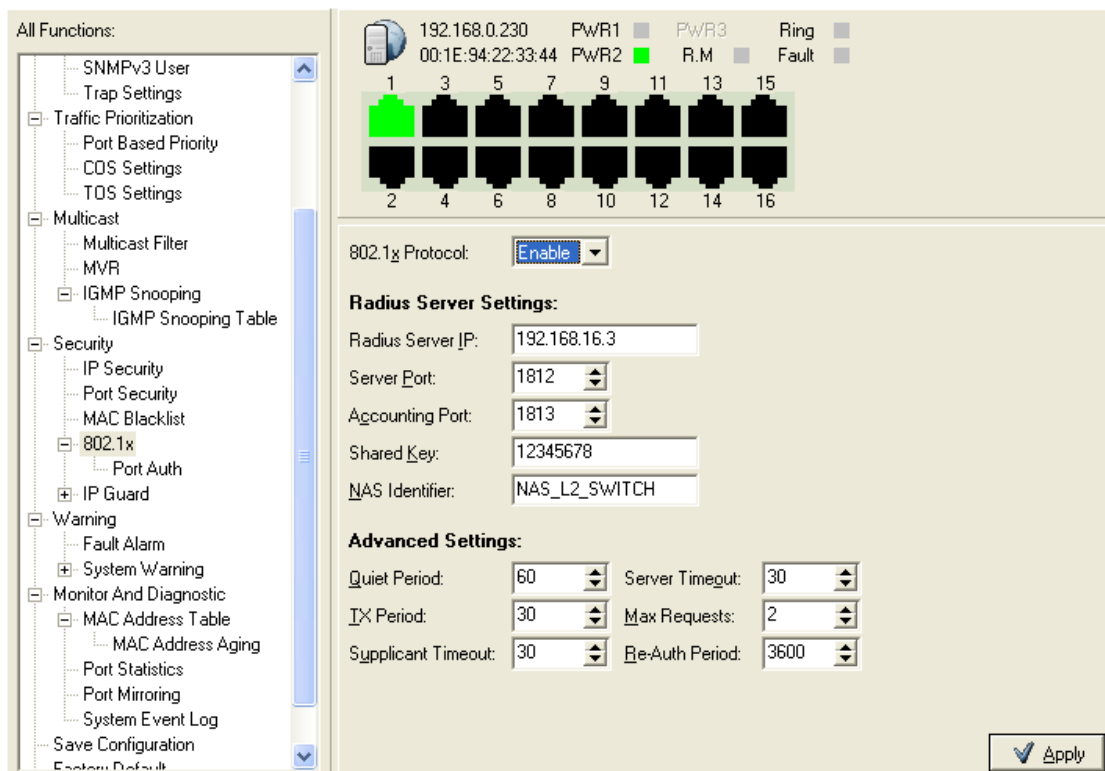 All Functions:
SNMPv3 User
Trap Settings
Traffic Prioritization
Port Based Priority
COS Settings
TOS Settings
Multicast
Multicast Filter
MVR
IGMP Snooping
IGMP Snooping Table
Security
IP Security
Port Security
MAC Blacklist
802.1x
Port Auth
IP Guard
Warning
Fault Alarm
System Warning
Monitor And Diagnostic
MAC Address Table
MAC Address Aging
Port Statistics
Port Mirroring
System Event Log
Save Configuration
Factory Default
192.168.0.230 PWR1 PWR3 Ring
00:1E:94:22:33:44 PWR2 R.M Fault
1 3 5 7 9 11 13 15
2 4 6 8 10 12 14 16
802.1x Protocol: Enable
Radius Server Settings:
Radius Server IP: 192.168.16.3
Server Port: 1812
Accounting Port: 1813
Shared Key: 12345678
NAS Identifier: NAS_L2_SWITCH
Advanced Settings:
Quiet Period: 60 Server Timeout: 30
TX Period: 30 Max Requests: 2
Supplicant Timeout: 30 Re-Auth Period: 3600
Apply